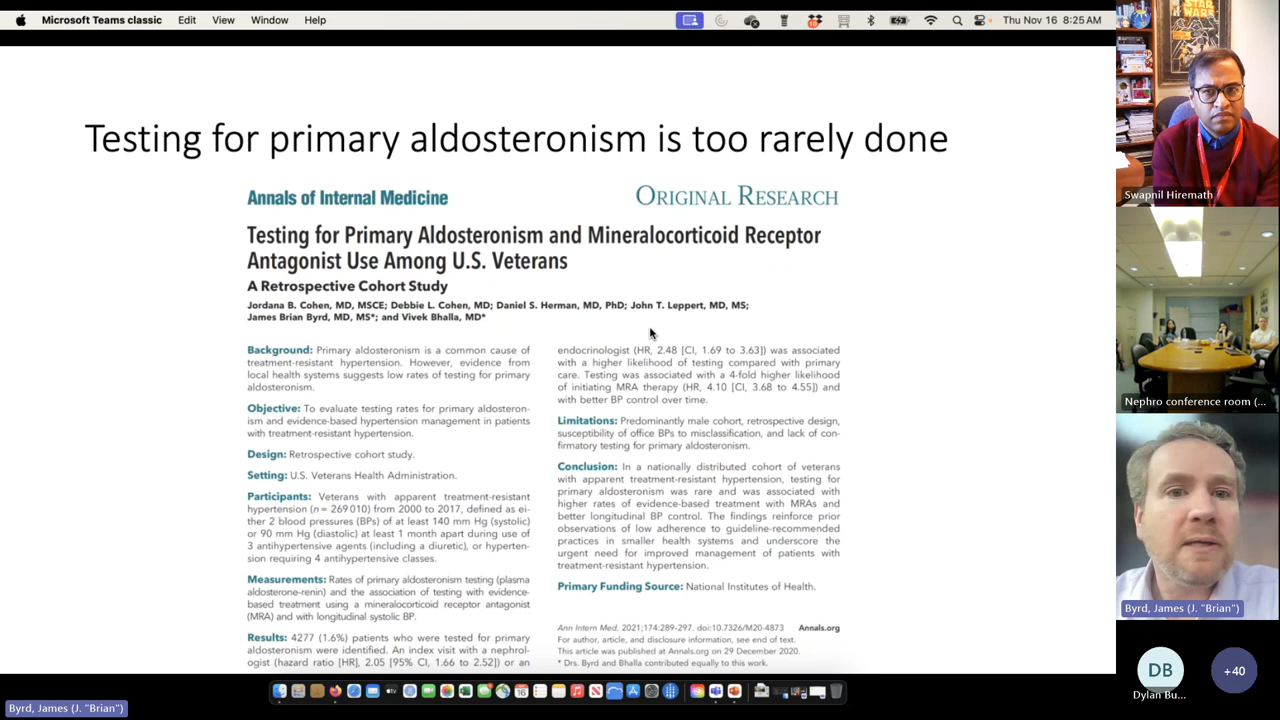 Microsoft Teams classic Edit View Window Help
Thu Nov 16 8:25 AM
Testing for primary aldosteronism is too rarely done
Annals of Internal Medicine
ORIGINAL RESEARCH
Testing for Primary Aldosteronism and Mineralocorticoid Receptor
Antagonist Use Among U.S. Veterans
A Retrospective Cohort Study
Jordana B. Cohen, MD, MSCE; Debbie L. Cohen, MD; Daniel S. Herman, MD, PhD; John T. Leppert, MD, MS;
James Brian Byrd, MD, MS*; and Vivek Bhalla, MD*
Background: Primary aldosteronism is a common cause of
treatment-resistant hypertension. However, evidence from
local health systems suggests low rates of testing for primary
aldosteronism.
Objective: To evaluate testing rates for primary aldosteron-
ism and evidence-based hypertension management in patients
with treatment-resistant hypertension.
Design: Retrospective cohort study.
Setting: U.S. Veterans Health Administration.
Participants: Veterans with apparent treatment-resistant
hypertension (n = 269 010) from 2000 to 2017, defined as ei-
ther 2 blood pressures (BPs) of at least 140 mm Hg (systolic)
or 90 mm Hg (diastolic) at least 1 month apart during use of
3 antihypertensive agents (including a diuretic), or hyperten-
sion requiring 4 antihypertensive classes.
Measurements: Rates of primary aldosteronism testing (plasma
aldosterone-renin) and the association of testing with evidence-
based treatment using a mineralocorticoid receptor antagonist
(MRA) and with longitudinal systolic BP.
Results: 4277 (1.6%) patients who were tested for primary
aldosteronism were identified. An index visit with a nephrol-
ogist (hazard ratio [HR], 2.05 [95% CI, 1.66 to 2.52]) or an
endocrinologist (HR, 2.48 [CI, 1.69 to 3.63]) was associated
with a higher likelihood of testing compared with primary
care. Testing was associated with a 4-fold higher likelihood
of initiating MRA therapy (HR, 4.10 [CI, 3.68 to 4.55]) and
with better BP control over time.
Limitations: Predominantly male cohort, retrospective design,
susceptibility of office BPs to misclassification, and lack of con-
firmatory testing for primary aldosteronism.
Conclusion: In a nationally distributed cohort of veterans
with apparent treatment-resistant hypertension, testing for
primary aldosteronism was rare and was associated with
higher rates of evidence-based treatment with MRAs and
better longitudinal BP control. The findings reinforce prior
observations of low adherence to guideline-recommended
practices in smaller health systems and underscore the
urgent need for improved management of patients with
treatment-resistant hypertension.
Primary Funding Source: National Institutes of Health.
Ann Intern Med. 2021;174:289-297. doi:10.7326/M20-4873 Annals.org
For author, article, and disclosure information, see end of text.
This article was published at Annals.org on 29 December 2020.
* Drs. Byrd and Bhalla contributed equally to this work.
STAR
WARS
Swapnil Hiremath
Nephro conference room (...
Byrd, James (J. "Brian")
DB
Dylan Bu...
+40
Byrd, James (J. "Brian")